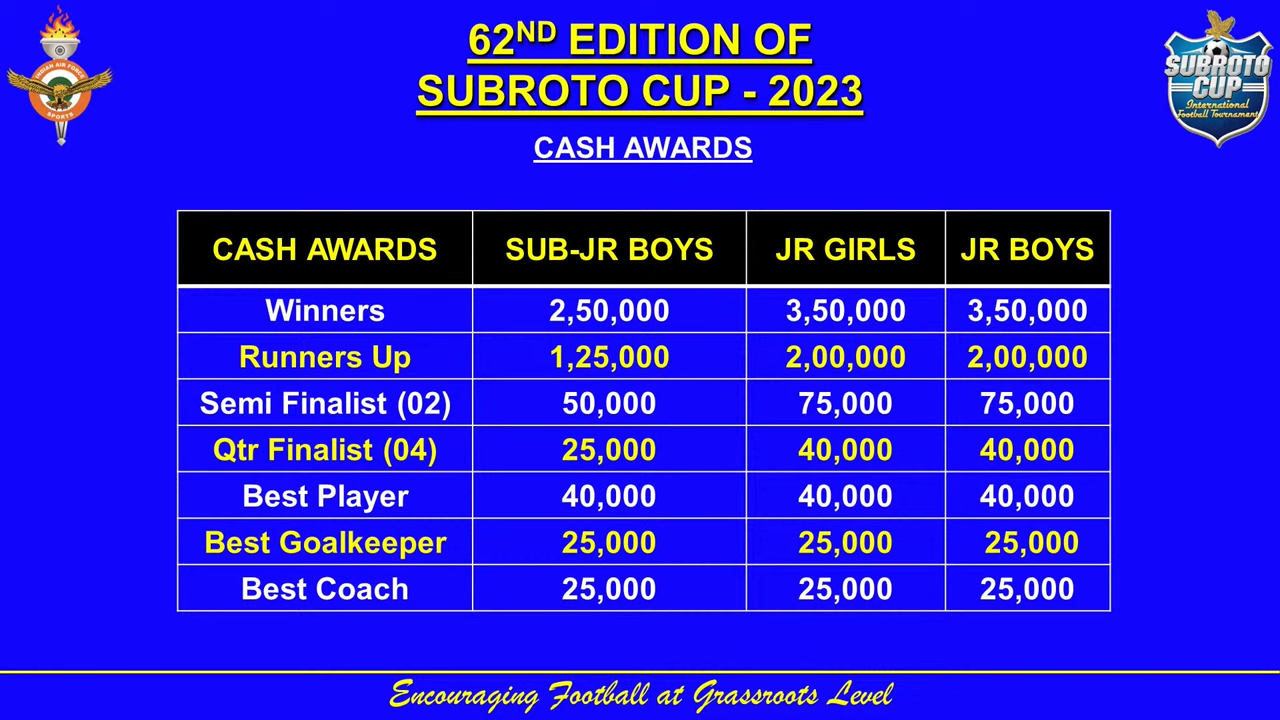 62ND EDITION OF
SUBROTO CUP - 2023
CASH AWARDS
INDIAN AIR FORCE
SPORTS
SUBROTO
CUP
International
Football Tournament
CASH AWARDS SUB-JR BOYS JR GIRLS JR BOYS
Winners 2,50,000 3,50,000 3,50,000
Runners Up 1,25,000 2,00,000 2,00,000
Semi Finalist (02) 50,000 75,000 75,000
Qtr Finalist (04) 25,000 40,000 40,000
Best Player 40,000 40,000 40,000
Best Goalkeeper 25,000 25,000 25,000
Best Coach 25,000 25,000 25,000
Encouraging Football at Grassroots Level